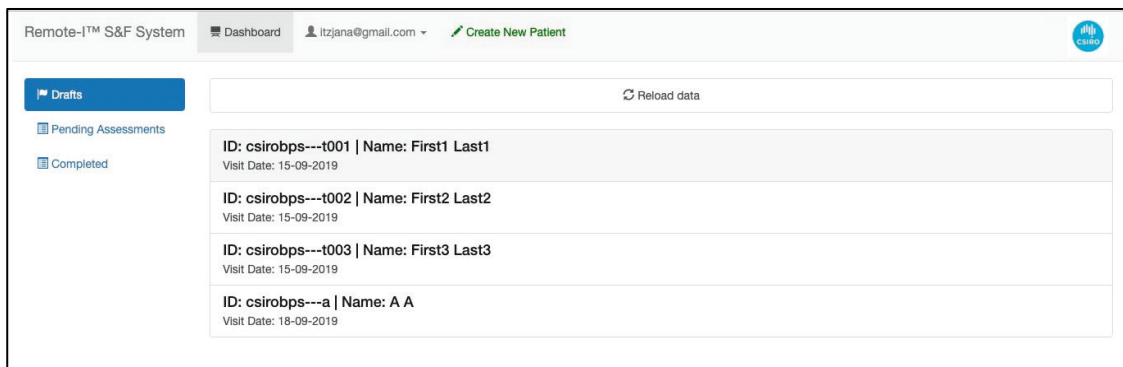 Remote-I™ S&F System Dashboard itzjana@gmail.com Create New Patient
CSIRO
Drafts
Pending Assessments
Completed
Reload data
ID: csirobps---t001 | Name: First1 Last1
Visit Date: 15-09-2019
ID: csirobps---t002 | Name: First2 Last2
Visit Date: 15-09-2019
ID: csirobps---t003 | Name: First3 Last3
Visit Date: 15-09-2019
ID: csirobps---a | Name: A A
Visit Date: 18-09-2019